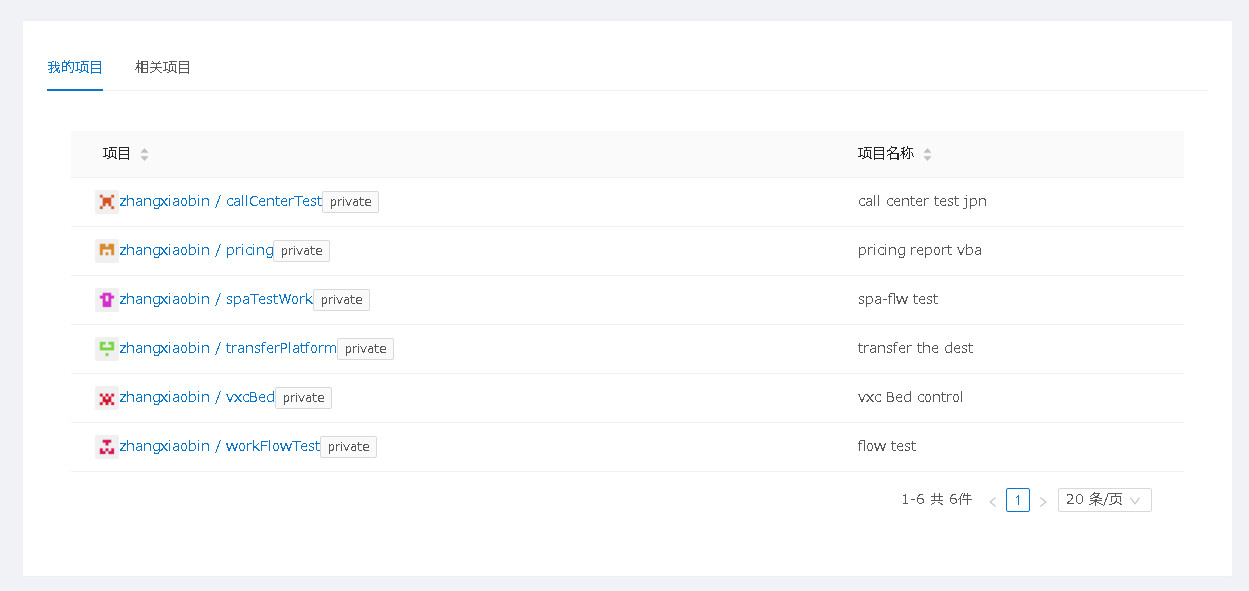 我的项目 相关项目
项目 项目名称
zhangxiaobin / callCenterTest private call center test jpn
zhangxiaobin / pricing private pricing report vba
zhangxiaobin / spaTestWork private spa-flw test
zhangxiaobin / transferPlatform private transfer the dest
zhangxiaobin / vxcBed private vxc Bed control
zhangxiaobin / workFlowTest private flow test
1-6 共 6件 < 1 > 20 条/页